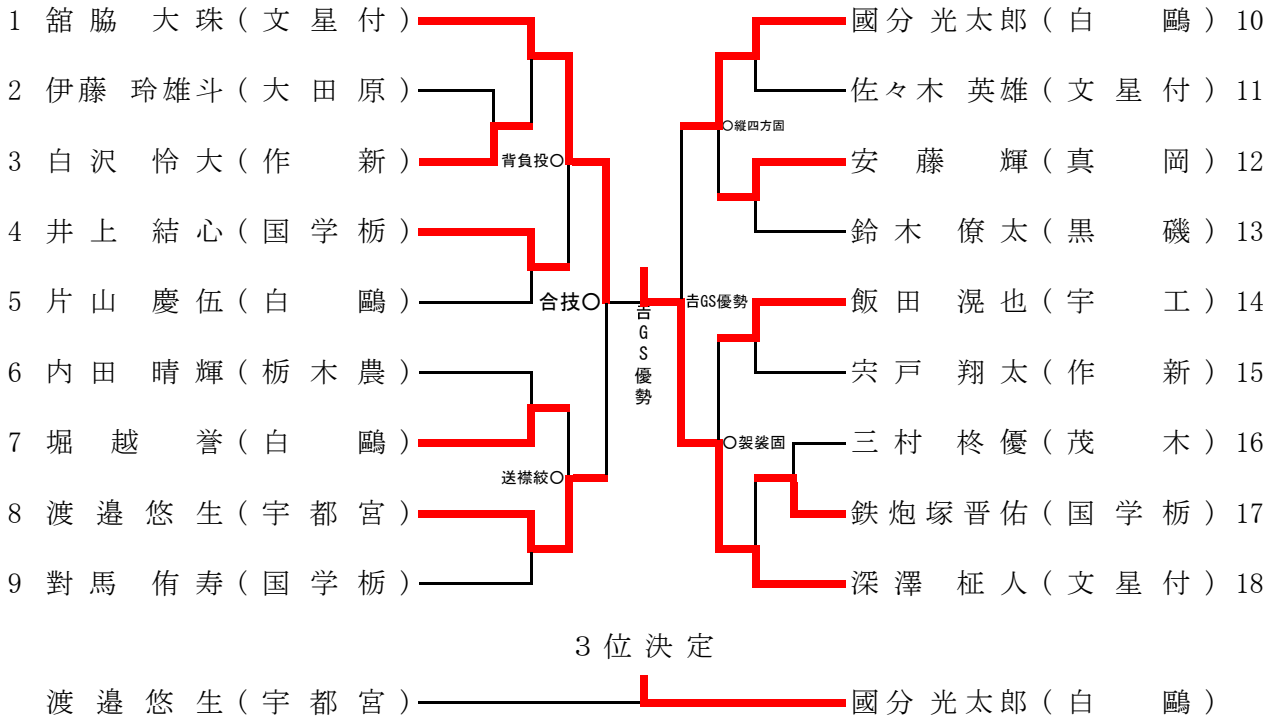 1 舘脇 大珠(文星付)
2 伊藤 玲雄斗(大田原)
3 白沢 怜大(作 新)
4 井上 結心(国学栃)
5 片山 慶伍(白 鷗)
6 内田 晴輝(栃木農)
7 堀越 誉(白 鷗)
8 渡邉悠生(宇都宮)
9 對馬 侑寿(国学栃)
背負投○
合技○
送襟絞○
吉GS優勢
○縦四方固
吉GS優勢
○袈裟固
國分 光太郎(白 鷗) 10
佐々木 英雄(文星付) 11
安藤 輝(真 岡) 12
鈴木 僚太(黒 磯) 13
飯田 滉也(宇 工) 14
宍戸 翔太(作 新) 15
三村 柊優(茂 木) 16
鉄炮塚晋佑(国学栃) 17
深澤 柾人(文星付) 18
3位決定
渡邉悠生(宇都宮)
國分 光太郎(白 鷗)